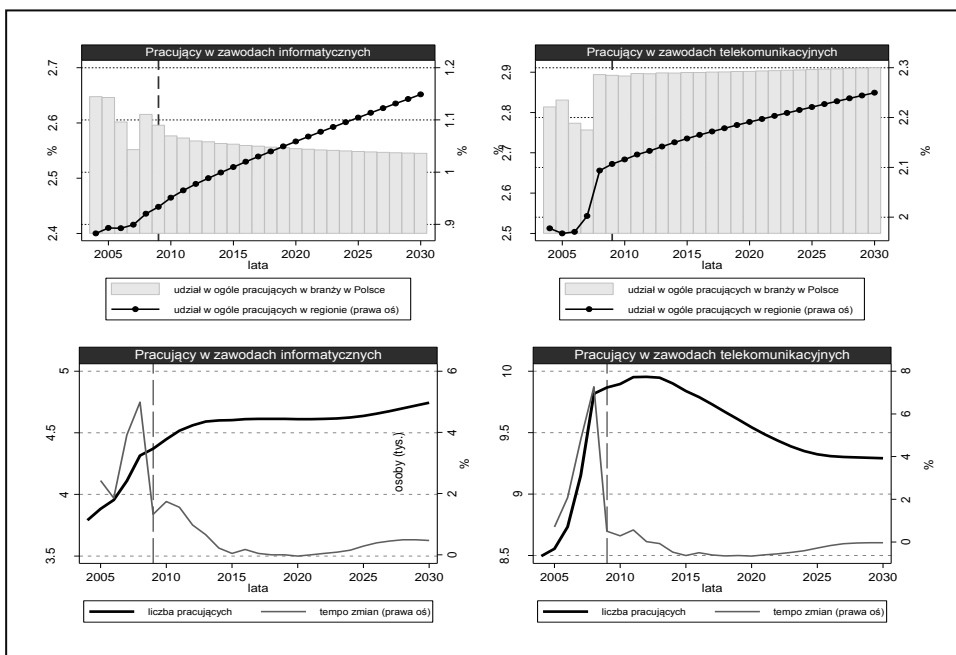 Pracujący w zawodach informatycznych
2.7
2.6
2.5
2.4
%
1.2
1.1
1
.9
%
2005 2010 2015 2020 2025 2030
lata
udział w ogóle pracujących w branży w Polsce
udział w ogóle pracujących w regionie (prawa oś)
Pracujący w zawodach telekomunikacyjnych
2.9
2.8
2.7
2.6
2.5
%
2.3
2.2
2.1
2
%
2005 2010 2015 2020 2025 2030
lata
udział w ogóle pracujących w branży w Polsce
udział w ogóle pracujących w regionie (prawa oś)
Pracujący w zawodach informatycznych
5
4.5
4
3.5
6
4
2
0
%
2005 2010 2015 2020 2025 2030
lata
liczba pracujących
tempo zmian (prawa oś)
Pracujący w zawodach telekomunikacyjnych
osoby (tys.)
10
9.5
9
8.5
8
6
4
2
0
%
2005 2010 2015 2020 2025 2030
lata
liczba pracujących
tempo zmian (prawa oś)